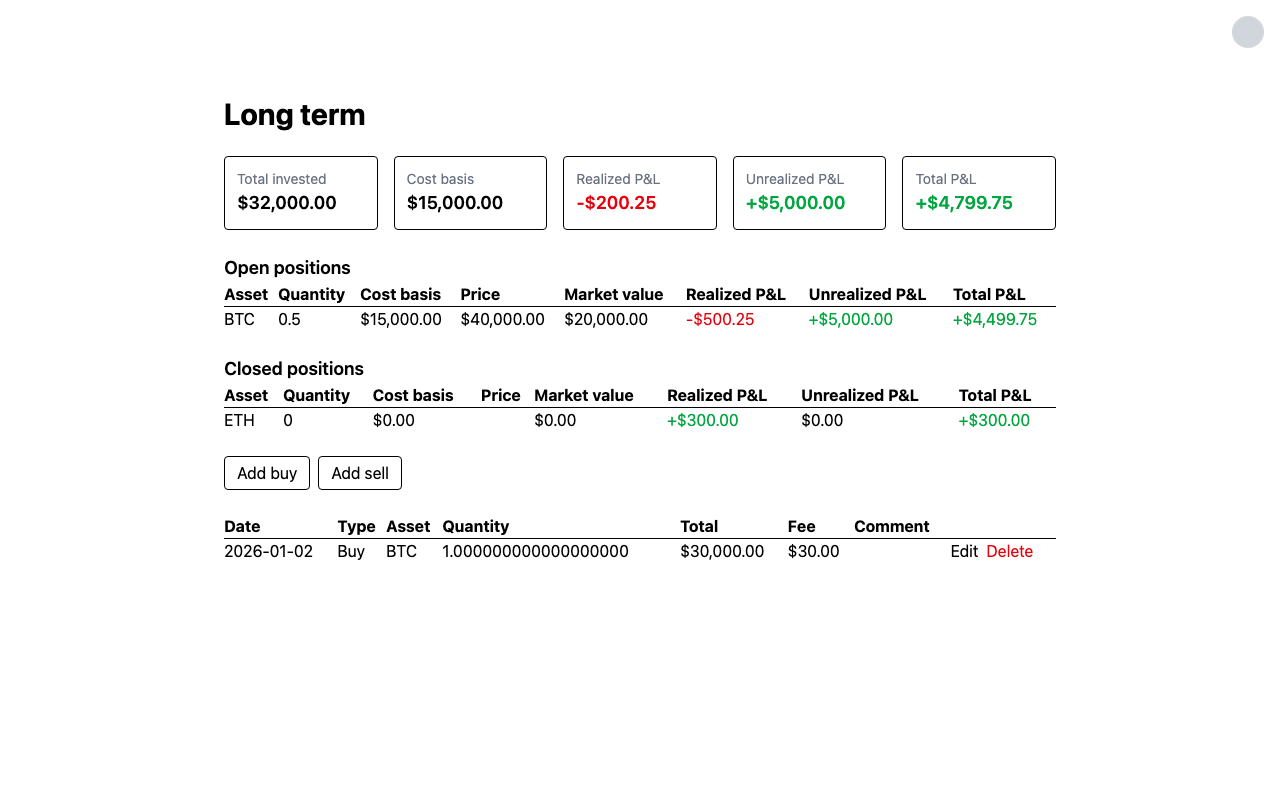 Long term
Total invested Cost basis Realized P&L Unrealized P&L Total P&L
$32,000.00 $15,000.00 -$200.25 +$5,000.00 +$4,799.75
Open positions
Asset Quantity Cost basis Price Market value Realized P&L Unrealized P&L Total P&L
BTC 0.5 $15,000.00 $40,000.00 $20,000.00 -$500.25 +$5,000.00 +$4,499.75
Closed positions
Asset Quantity Cost basis Price Market value Realized P&L Unrealized P&L Total P&L
ETH 0 $0.00 $0.00 +$300.00 $0.00 +$300.00
Add buy Add sell
Date Type Asset Quantity Total Fee Comment
2026-01-02 Buy BTC 1.000000000000000000 $30,000.00 $30.00 Edit Delete